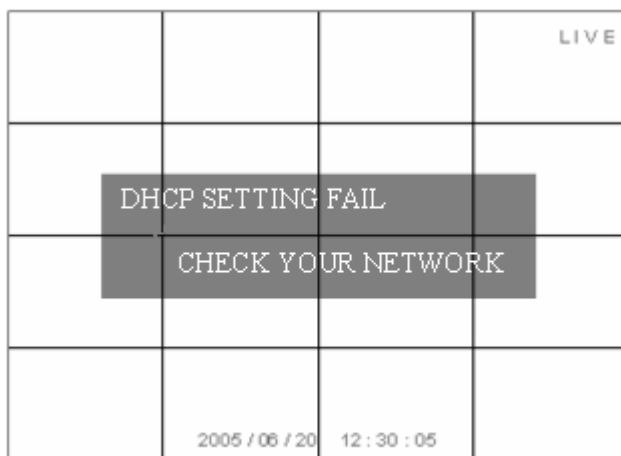 LIVE
DHCP SETTING FAIL
CHECK YOUR NETWORK
2005 / 06 / 20 12 : 30 : 05